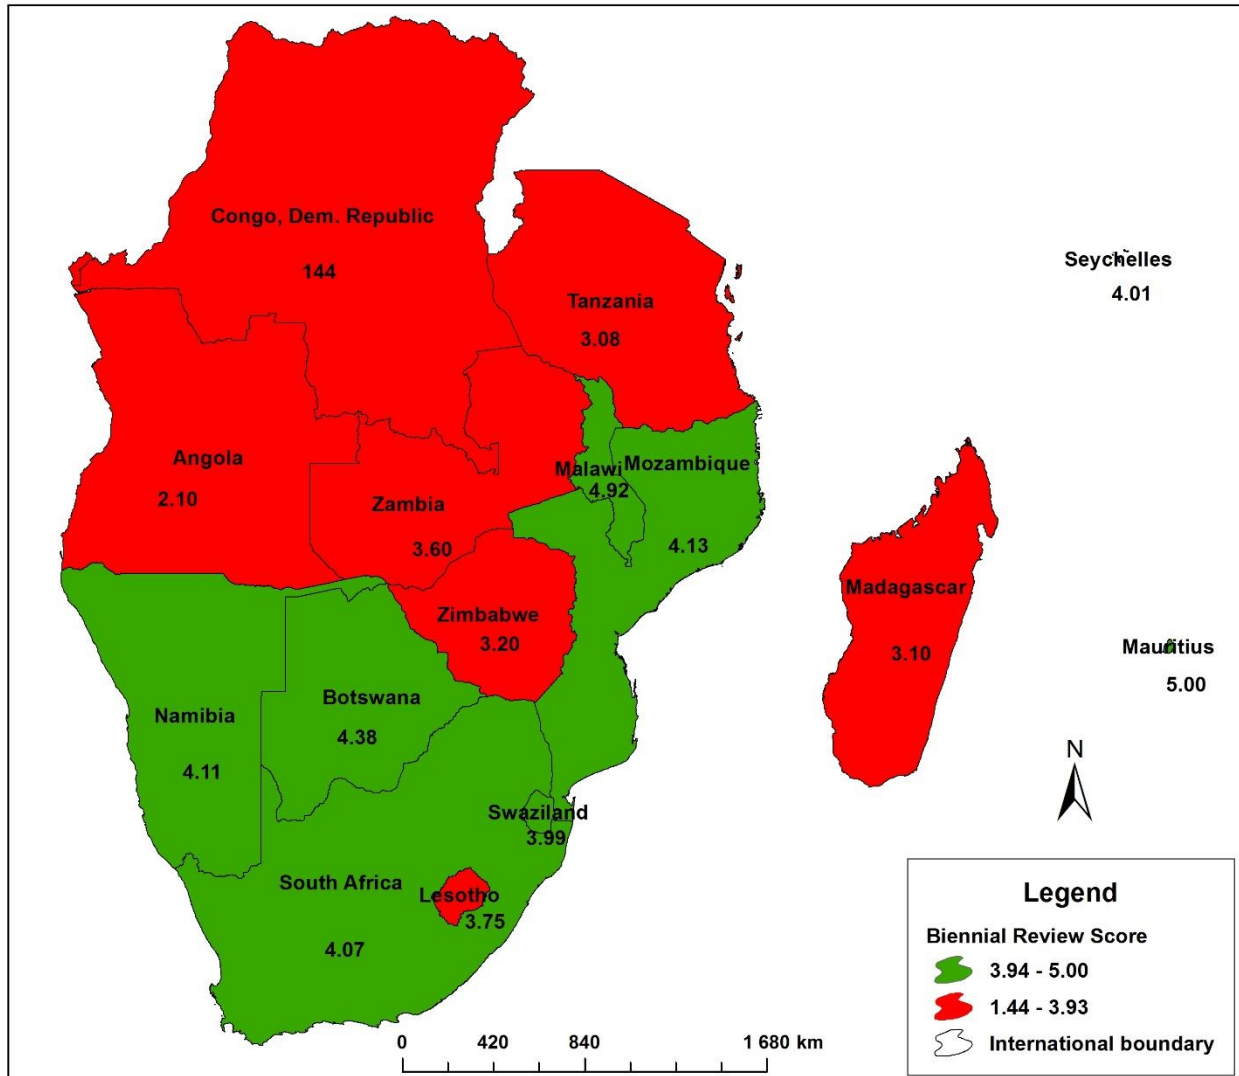 Congo, Dem. Republic
144
Seychelles
4.01
Tanzania
3.08
Angola
2.10
Malawi
4.92
Mozambique
4.13
Zambia
3.60
Madagascar
3.10
Zimbabwe
3.20
Mauritius
5.00
Namibia
4.11
Botswana
4.38
Swaziland
3.99
South Africa
4.07
Lesotho
3.75
N
Legend
Biennial Review Score
3.94 - 5.00
1.44 - 3.93
International boundary
0 420 840 1 680 km